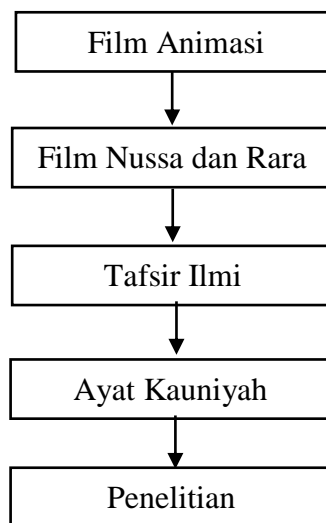 Film Animasi
Film Nussa dan Rara
Tafsir Ilmi
Ayat Kauniyah
Penelitian